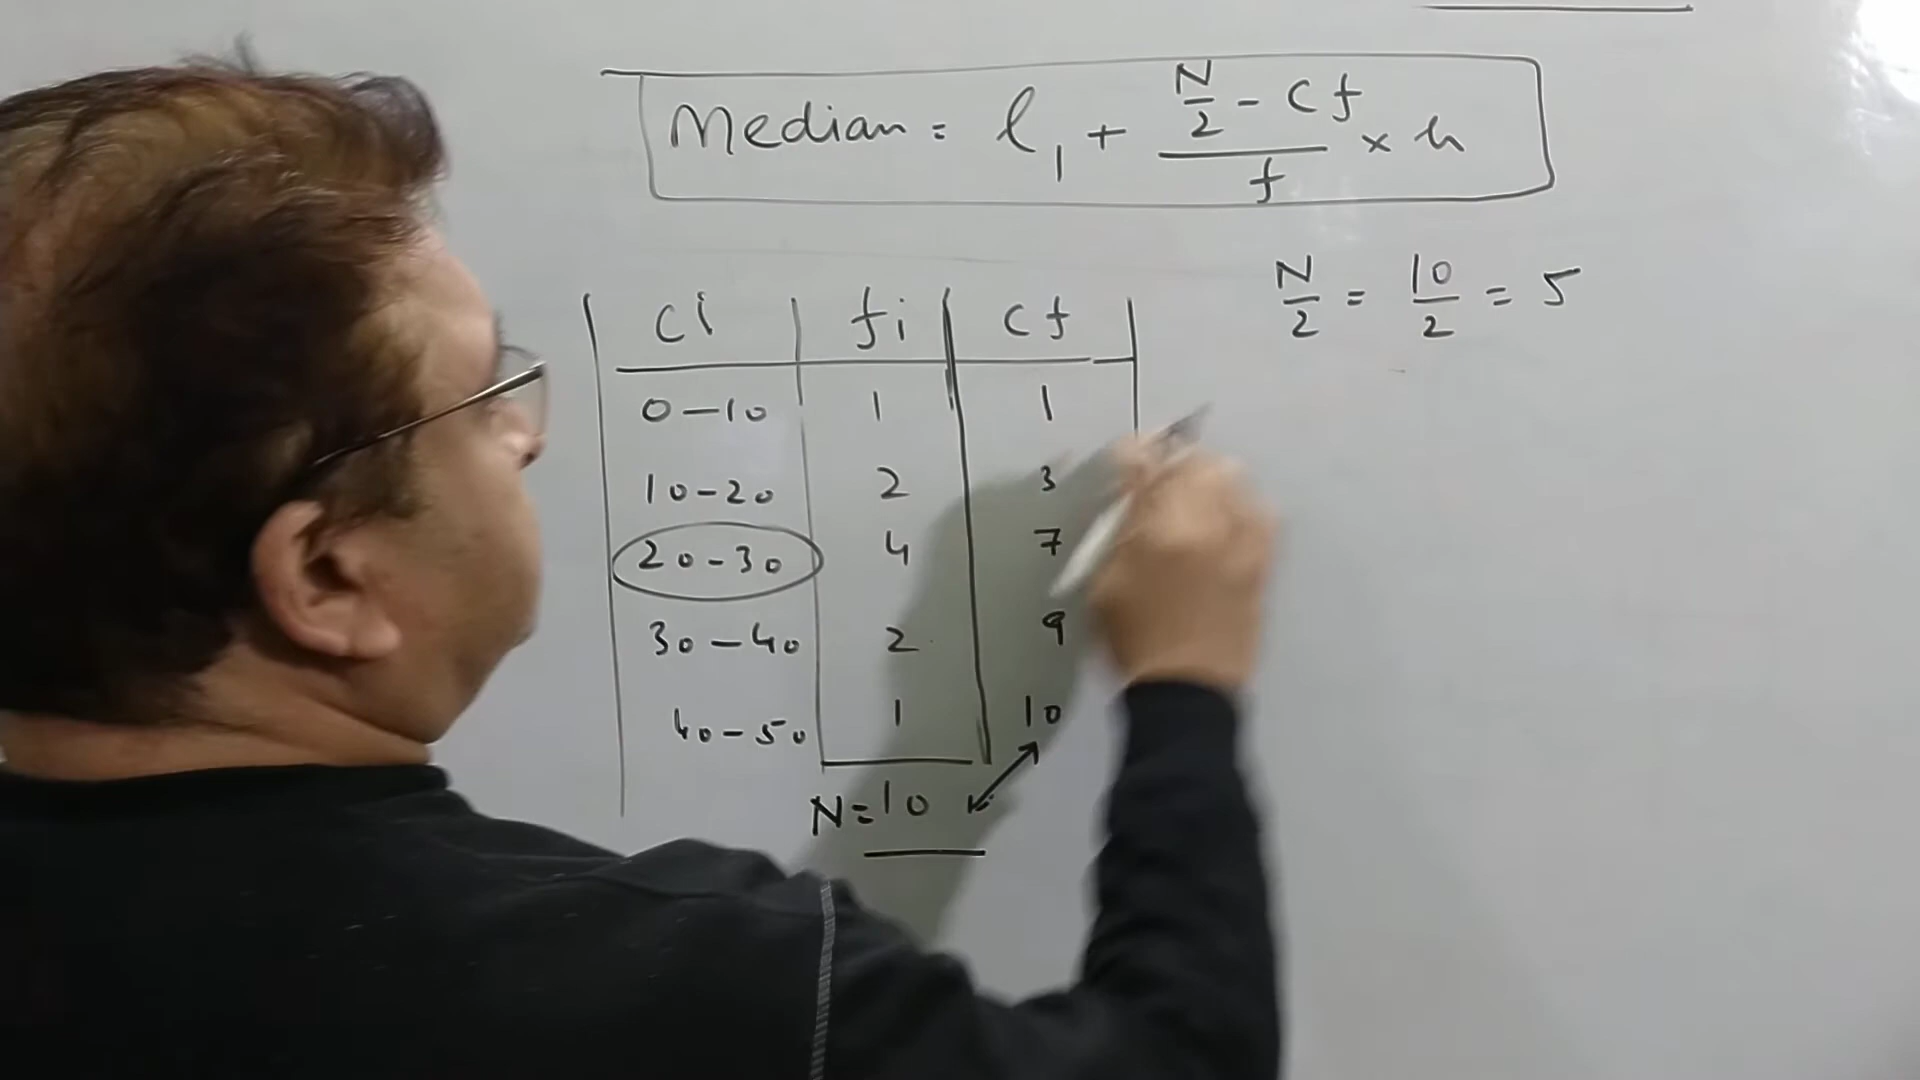 Median = l₁ + (N/2 - Cf)/f × h
N/2 = 10/2 = 5
Ci fi Cf
0-10 1 1
10-20 2 3
20-30 4 7
30-40 2 9
40-50 1 10
N=10